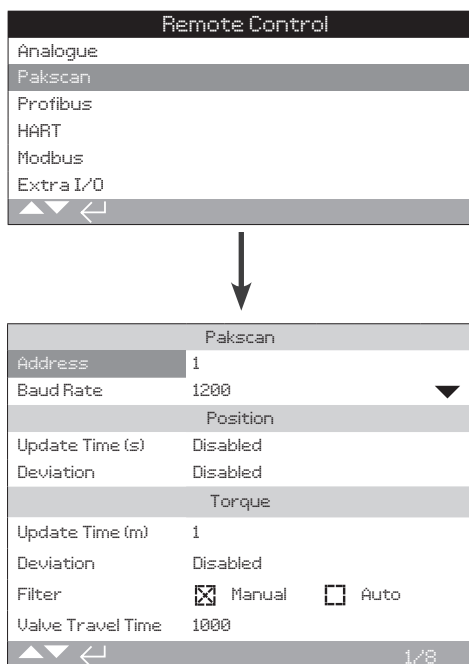 Remote Control
Analogue
Pakscan
Profibus
HART
Modbus
Extra I/O
Pakscan
Address 1
Baud Rate 1200
Position
Update Time (s) Disabled
Deviation Disabled
Torque
Update Time (m) 1
Deviation Disabled
Filter Manual Auto
Valve Travel Time 1000
1/8